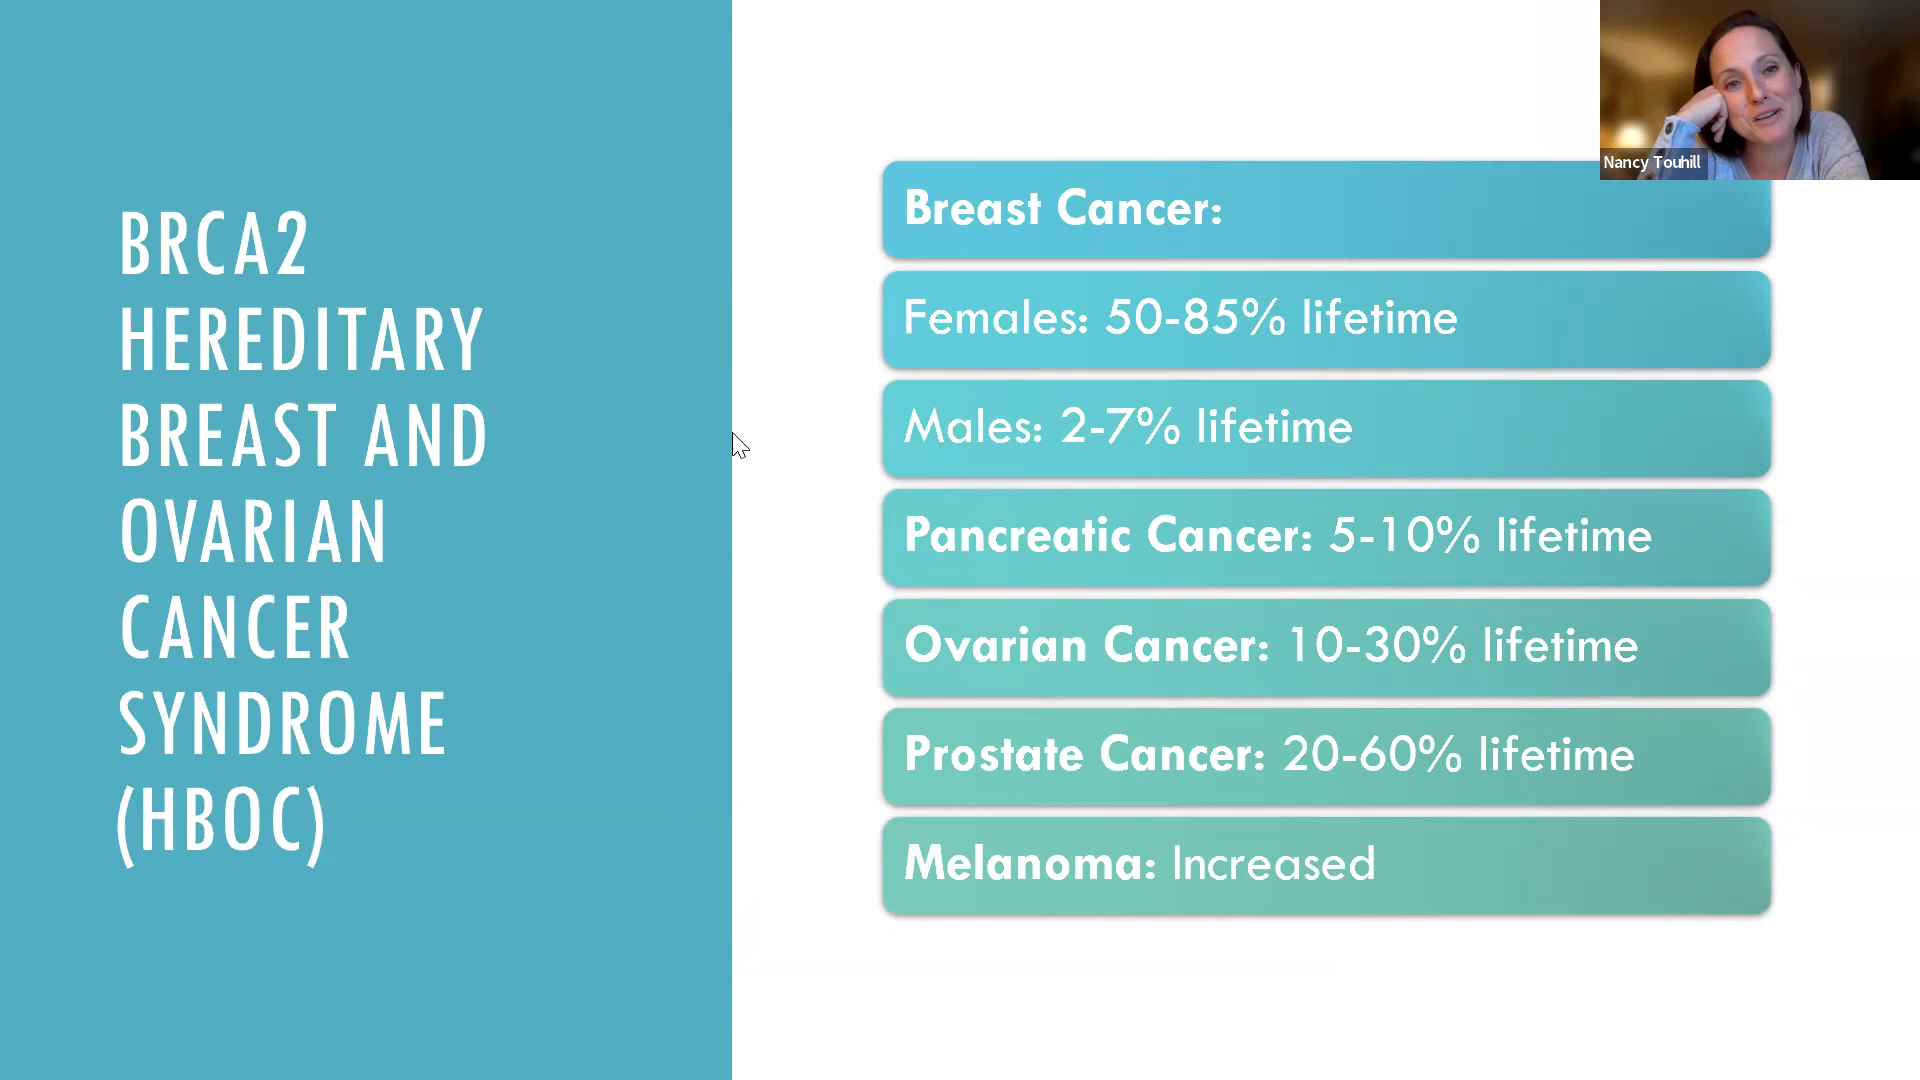 BRCA2
HEREDITARY
BREAST AND
OVARIAN
CANCER
SYNDROME
(HBOC)
Nancy Touhill
Breast Cancer:
Females: 50-85% lifetime
Males: 2-7% lifetime
Pancreatic Cancer: 5-10% lifetime
Ovarian Cancer: 10-30% lifetime
Prostate Cancer: 20-60% lifetime
Melanoma: Increased